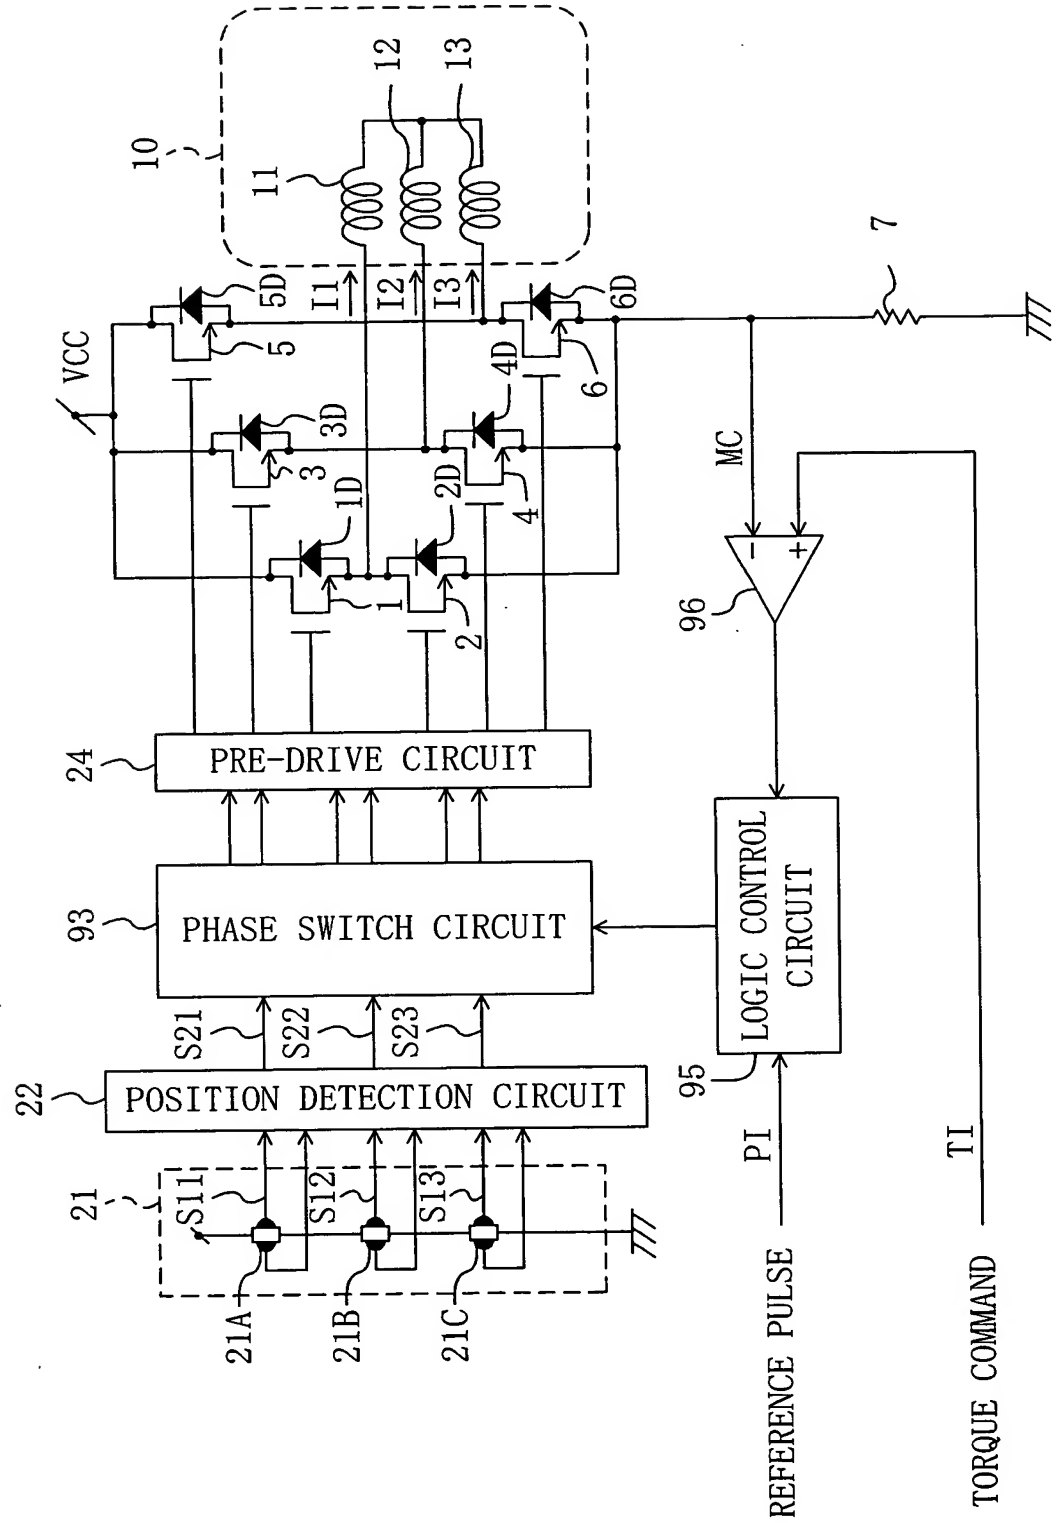 10
11
12
13
VCC
5D
5
3D
3
1D
1
I1
I2
I3
6D
6
4D
4
2D
2
7
MC
-
+
96
24
PRE-DRIVE CIRCUIT
93
PHASE SWITCH CIRCUIT
LOGIC CONTROL
CIRCUIT
95
S21
S22
S23
22
POSITION DETECTION CIRCUIT
21
S11
S12
S13
21A
21B
21C
PI
TI
REFERENCE PULSE
TORQUE COMMAND